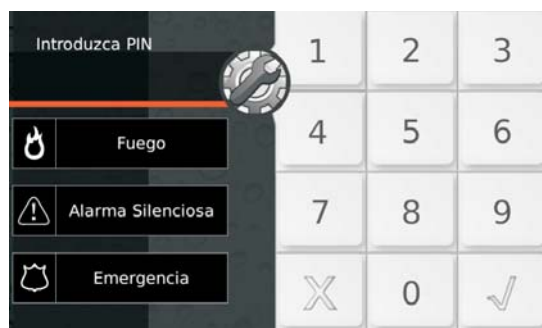 Introduzca PIN
Fuego
Alarma Silenciosa
Emergencia
1 2 3
4 5 6
7 8 9
X 0 √